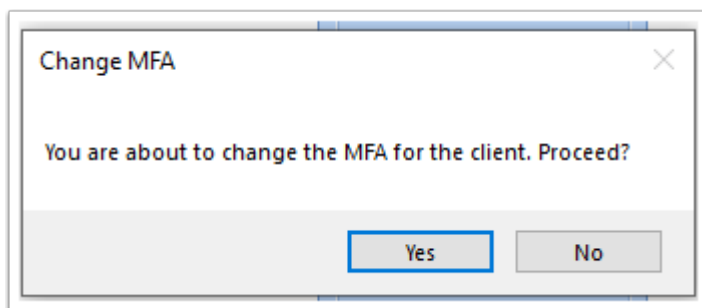 Change MFA
You are about to change the MFA for the client. Proceed?
Yes
No